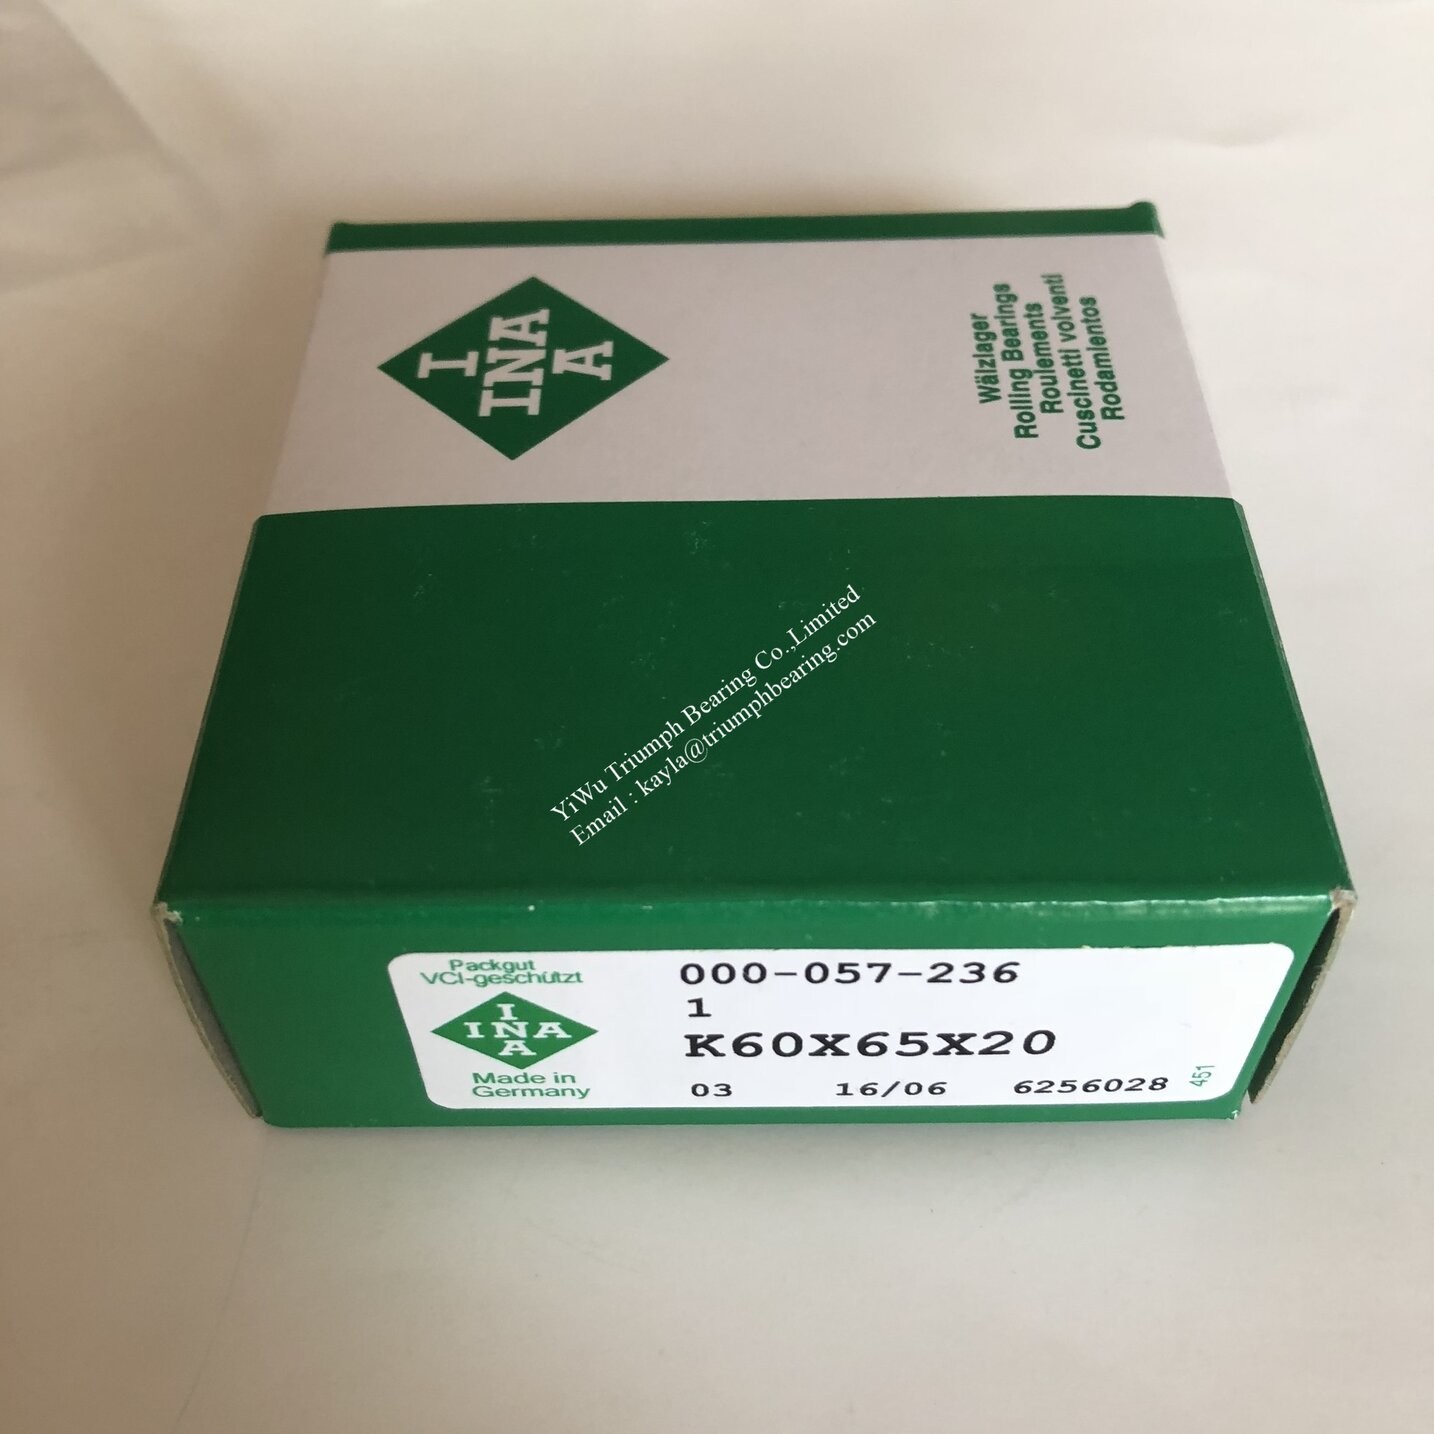 I
INA
A
Wälzlager
Rolling Bearings
Roulements
Cuscinetti volventi
Rodamientos
YiWu Triumph Bearing Co.,Limited
Email : kayla@triumphbearing.com
Packgut
VCI-geschützt
I
INA
A
Made in
Germany
000-057-236
1
K60X65X20
03 16/06 6256028
451